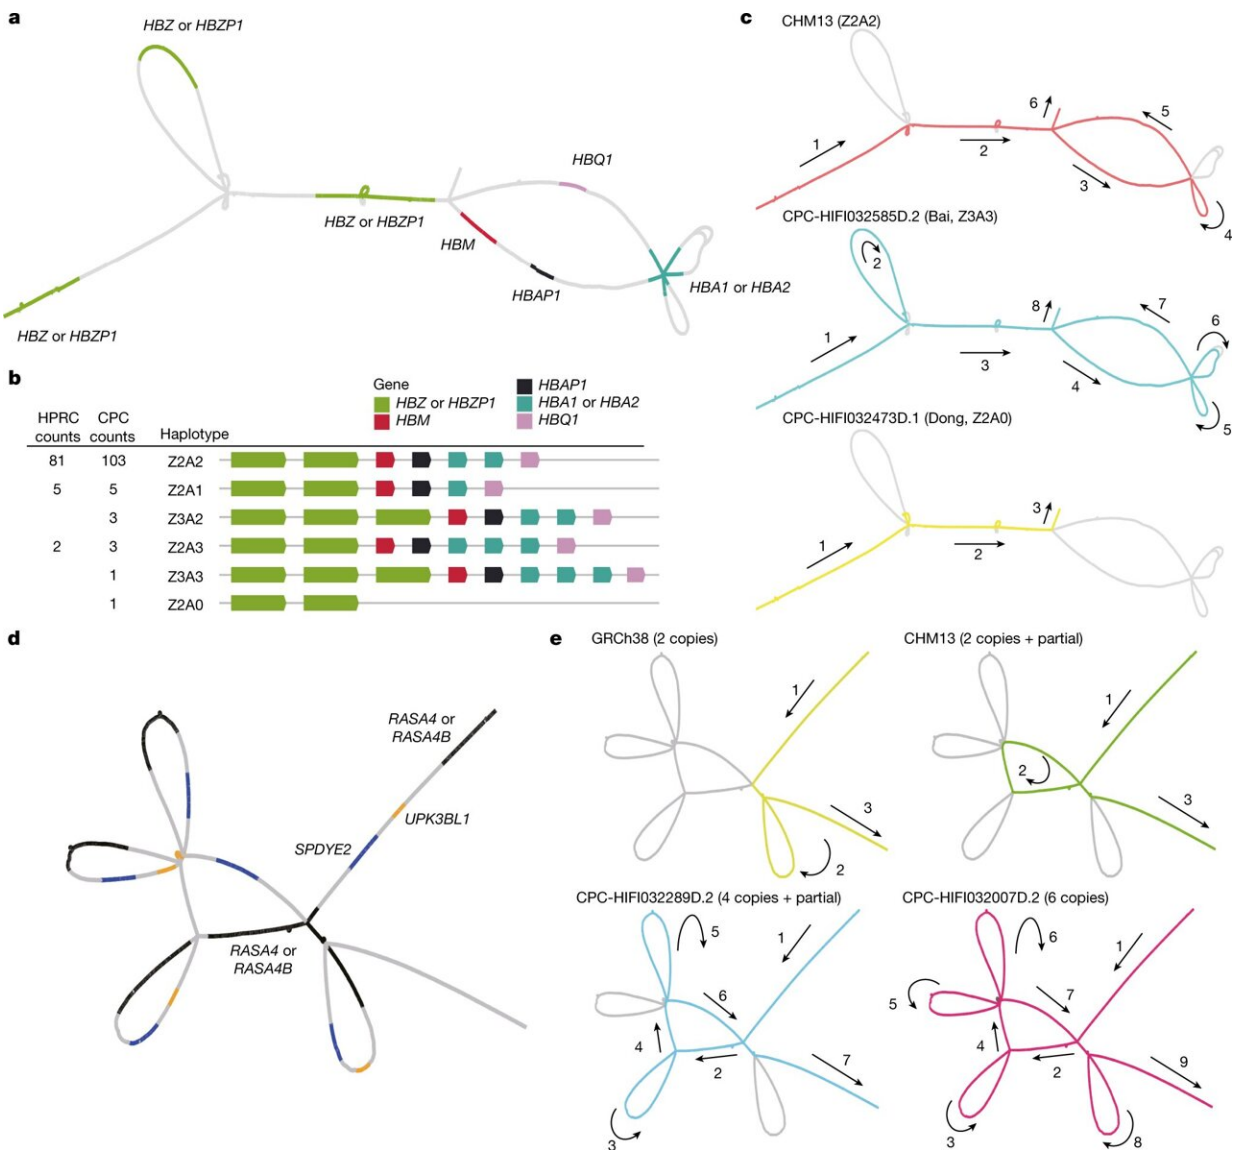 a
HBZ or HBZP1
HBQ1
HBZ or HBZP1
HBM
HBAP1
HBA1 or HBA2
HBZ or HBZP1
b
HPRC counts
CPC counts
Haplotype
Gene
HBZ or HBZP1
HBM
HBAP1
HBA1 or HBA2
HBQ1
81 103 Z2A2
5 5 Z2A1
3 Z3A2
2 3 Z2A3
1 Z3A3
1 Z2A0
c
CHM13 (Z2A2)
1
2
6
5
3
4
CPC-HIFI032585D.2 (Bai, Z3A3)
2
1
3
8
7
6
4
5
CPC-HIFI032473D.1 (Dong, Z2A0)
1
2
3
d
RASA4 or
RASA4B
UPK3BL1
SPDYE2
RASA4 or
RASA4B
e
GRCh38 (2 copies)
1
3
2
CHM13 (2 copies + partial)
1
2
3
CPC-HIFI032289D.2 (4 copies + partial)
5
1
6
4
2
7
3
CPC-HIFI032007D.2 (6 copies)
6
1
5
7
4
2
9
3
8